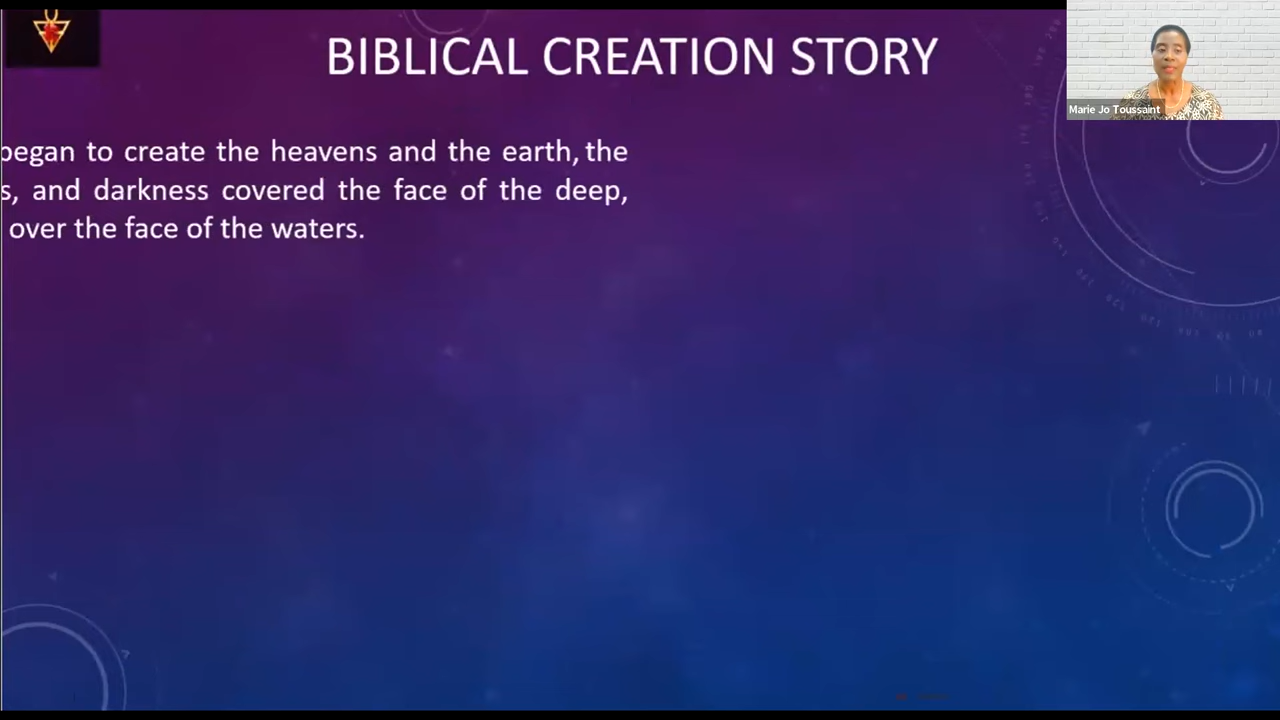 BIBLICAL CREATION STORY
Marie Jo Toussaint
began to create the heavens and the earth, the
s, and darkness covered the face of the deep,
over the face of the waters.